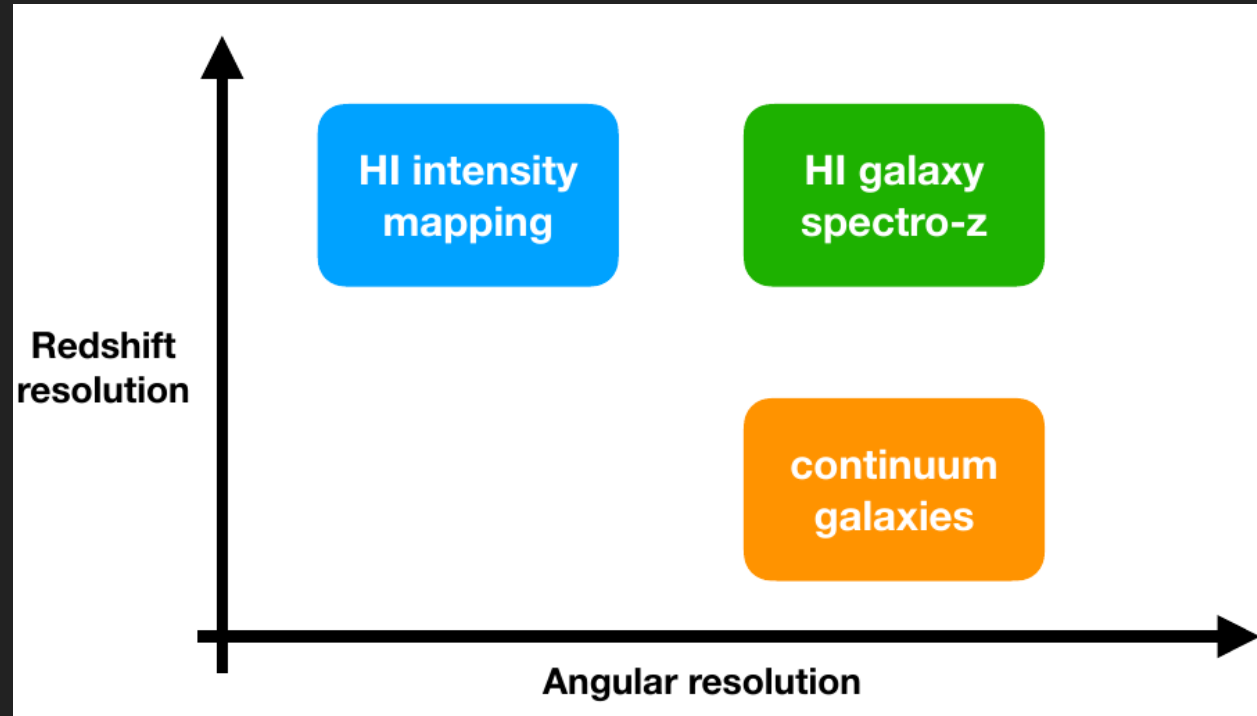 HI intensity
mapping
HI galaxy
spectro-z
Redshift
resolution
continuum
galaxies
Angular resolution